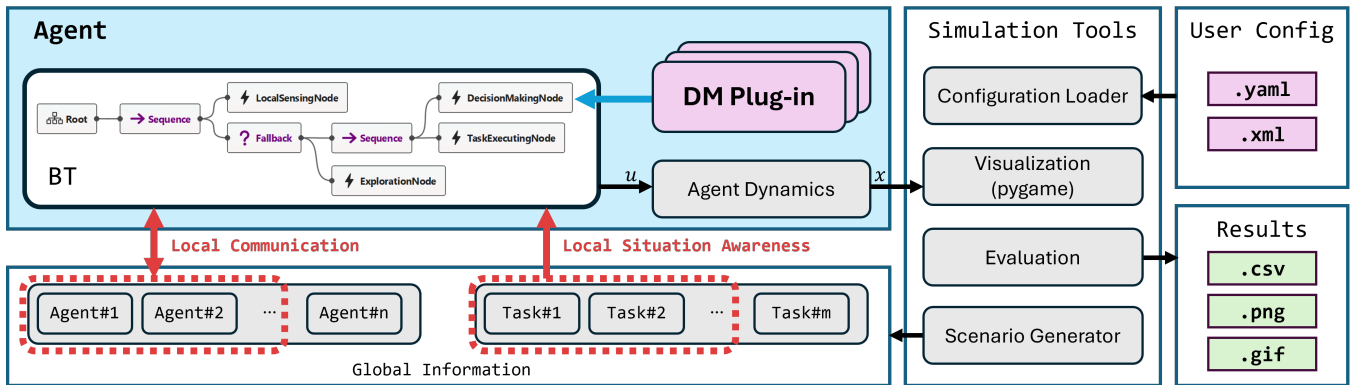 Agent
Root
Sequence
LocalSensingNode
Fallback
Sequence
DecisionMakingNode
TaskExecutingNode
ExplorationNode
BT
DM Plug-in
u
Agent Dynamics
x
Local Communication
Local Situation Awareness
Agent#1
Agent#2
...
Agent#n
Task#1
Task#2
...
Task#m
Global Information
Simulation Tools
Configuration Loader
Visualization
(pygame)
Evaluation
Scenario Generator
User Config
.yaml
.xml
Results
.csv
.png
.gif